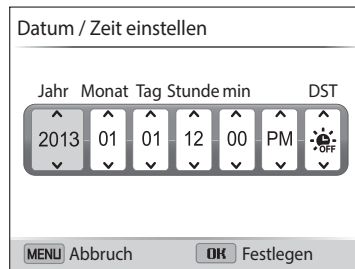 Datum / Zeit einstellen
Jahr Monat Tag Stunde min DST
2013 01 01 12 00 PM OFF
MENU Abbruch OK Festlegen